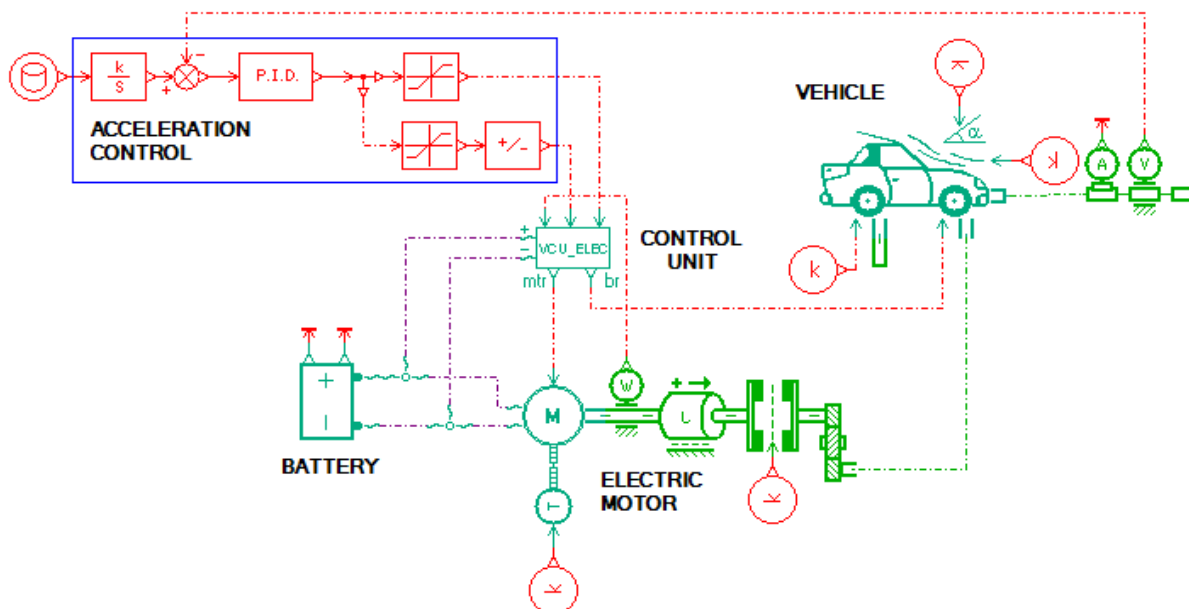 k
S
+
-
P.I.D.
+/-
ACCELERATION
CONTROL
VEHICLE
k
α
k
A
V
k
+
-
VCU_ELEC
mtr
br
CONTROL
UNIT
+
-
BATTERY
M
W
+
J
T
ELECTRIC
MOTOR
k
k